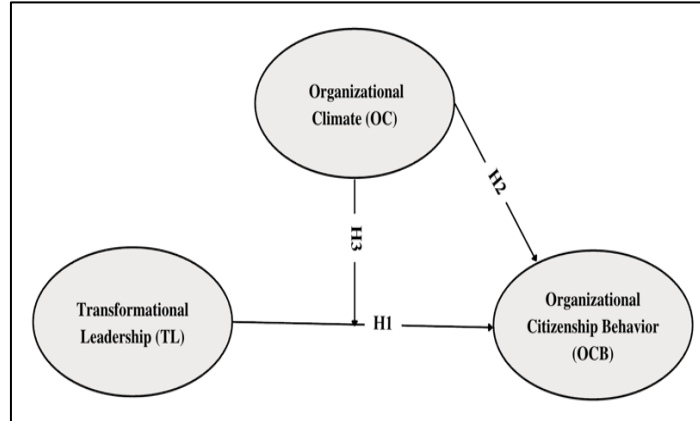 Organizational
Climate (OC)
H2
H3
Transformational
Leadership (TL)
H1
Organizational
Citizenship Behavior
(OCB)